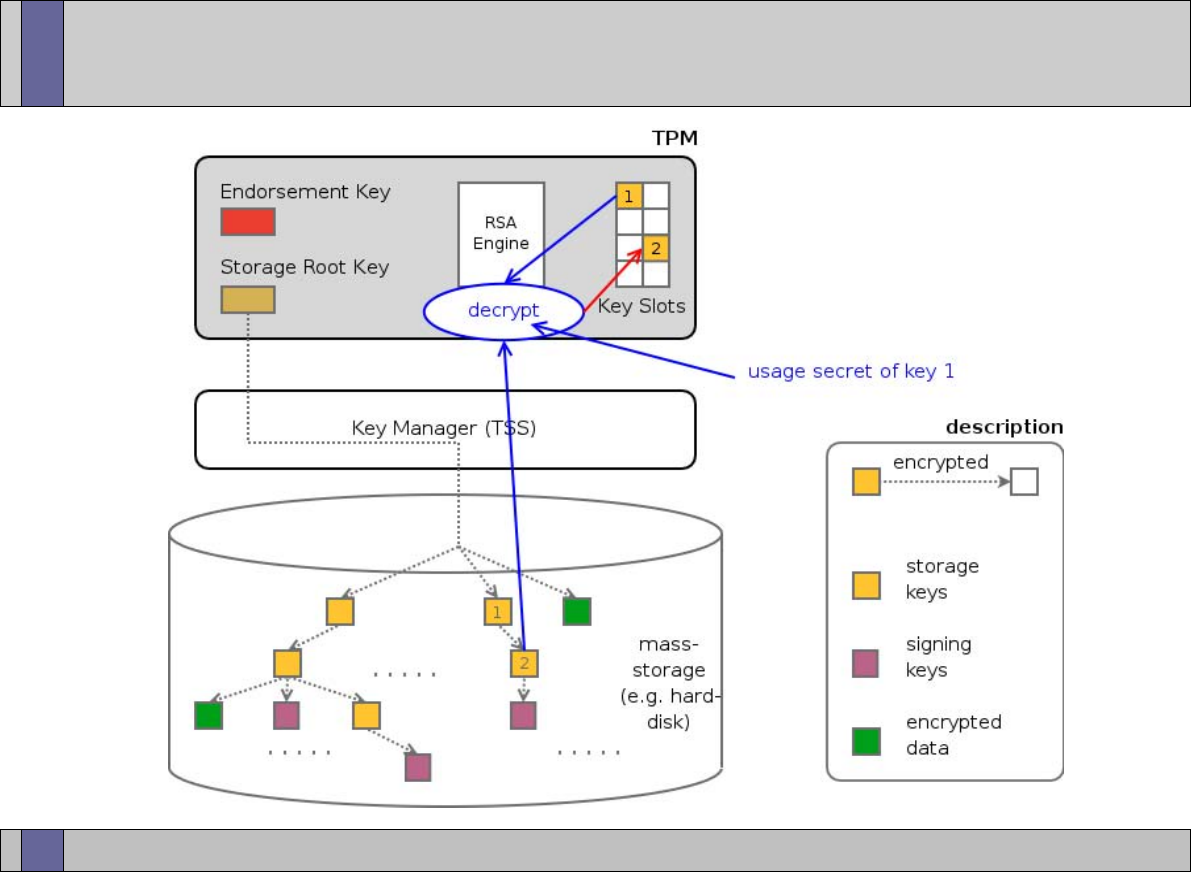 TPM
Endorsement Key
Storage Root Key
RSA
Engine
1
2
Key Slots
decrypt
usage secret of key 1
Key Manager (TSS)
description
encrypted
storage
keys
signing
keys
encrypted
data
1
2
. . . . .
mass-
storage
(e.g. hard-
disk)
. . . . .
. . . . .